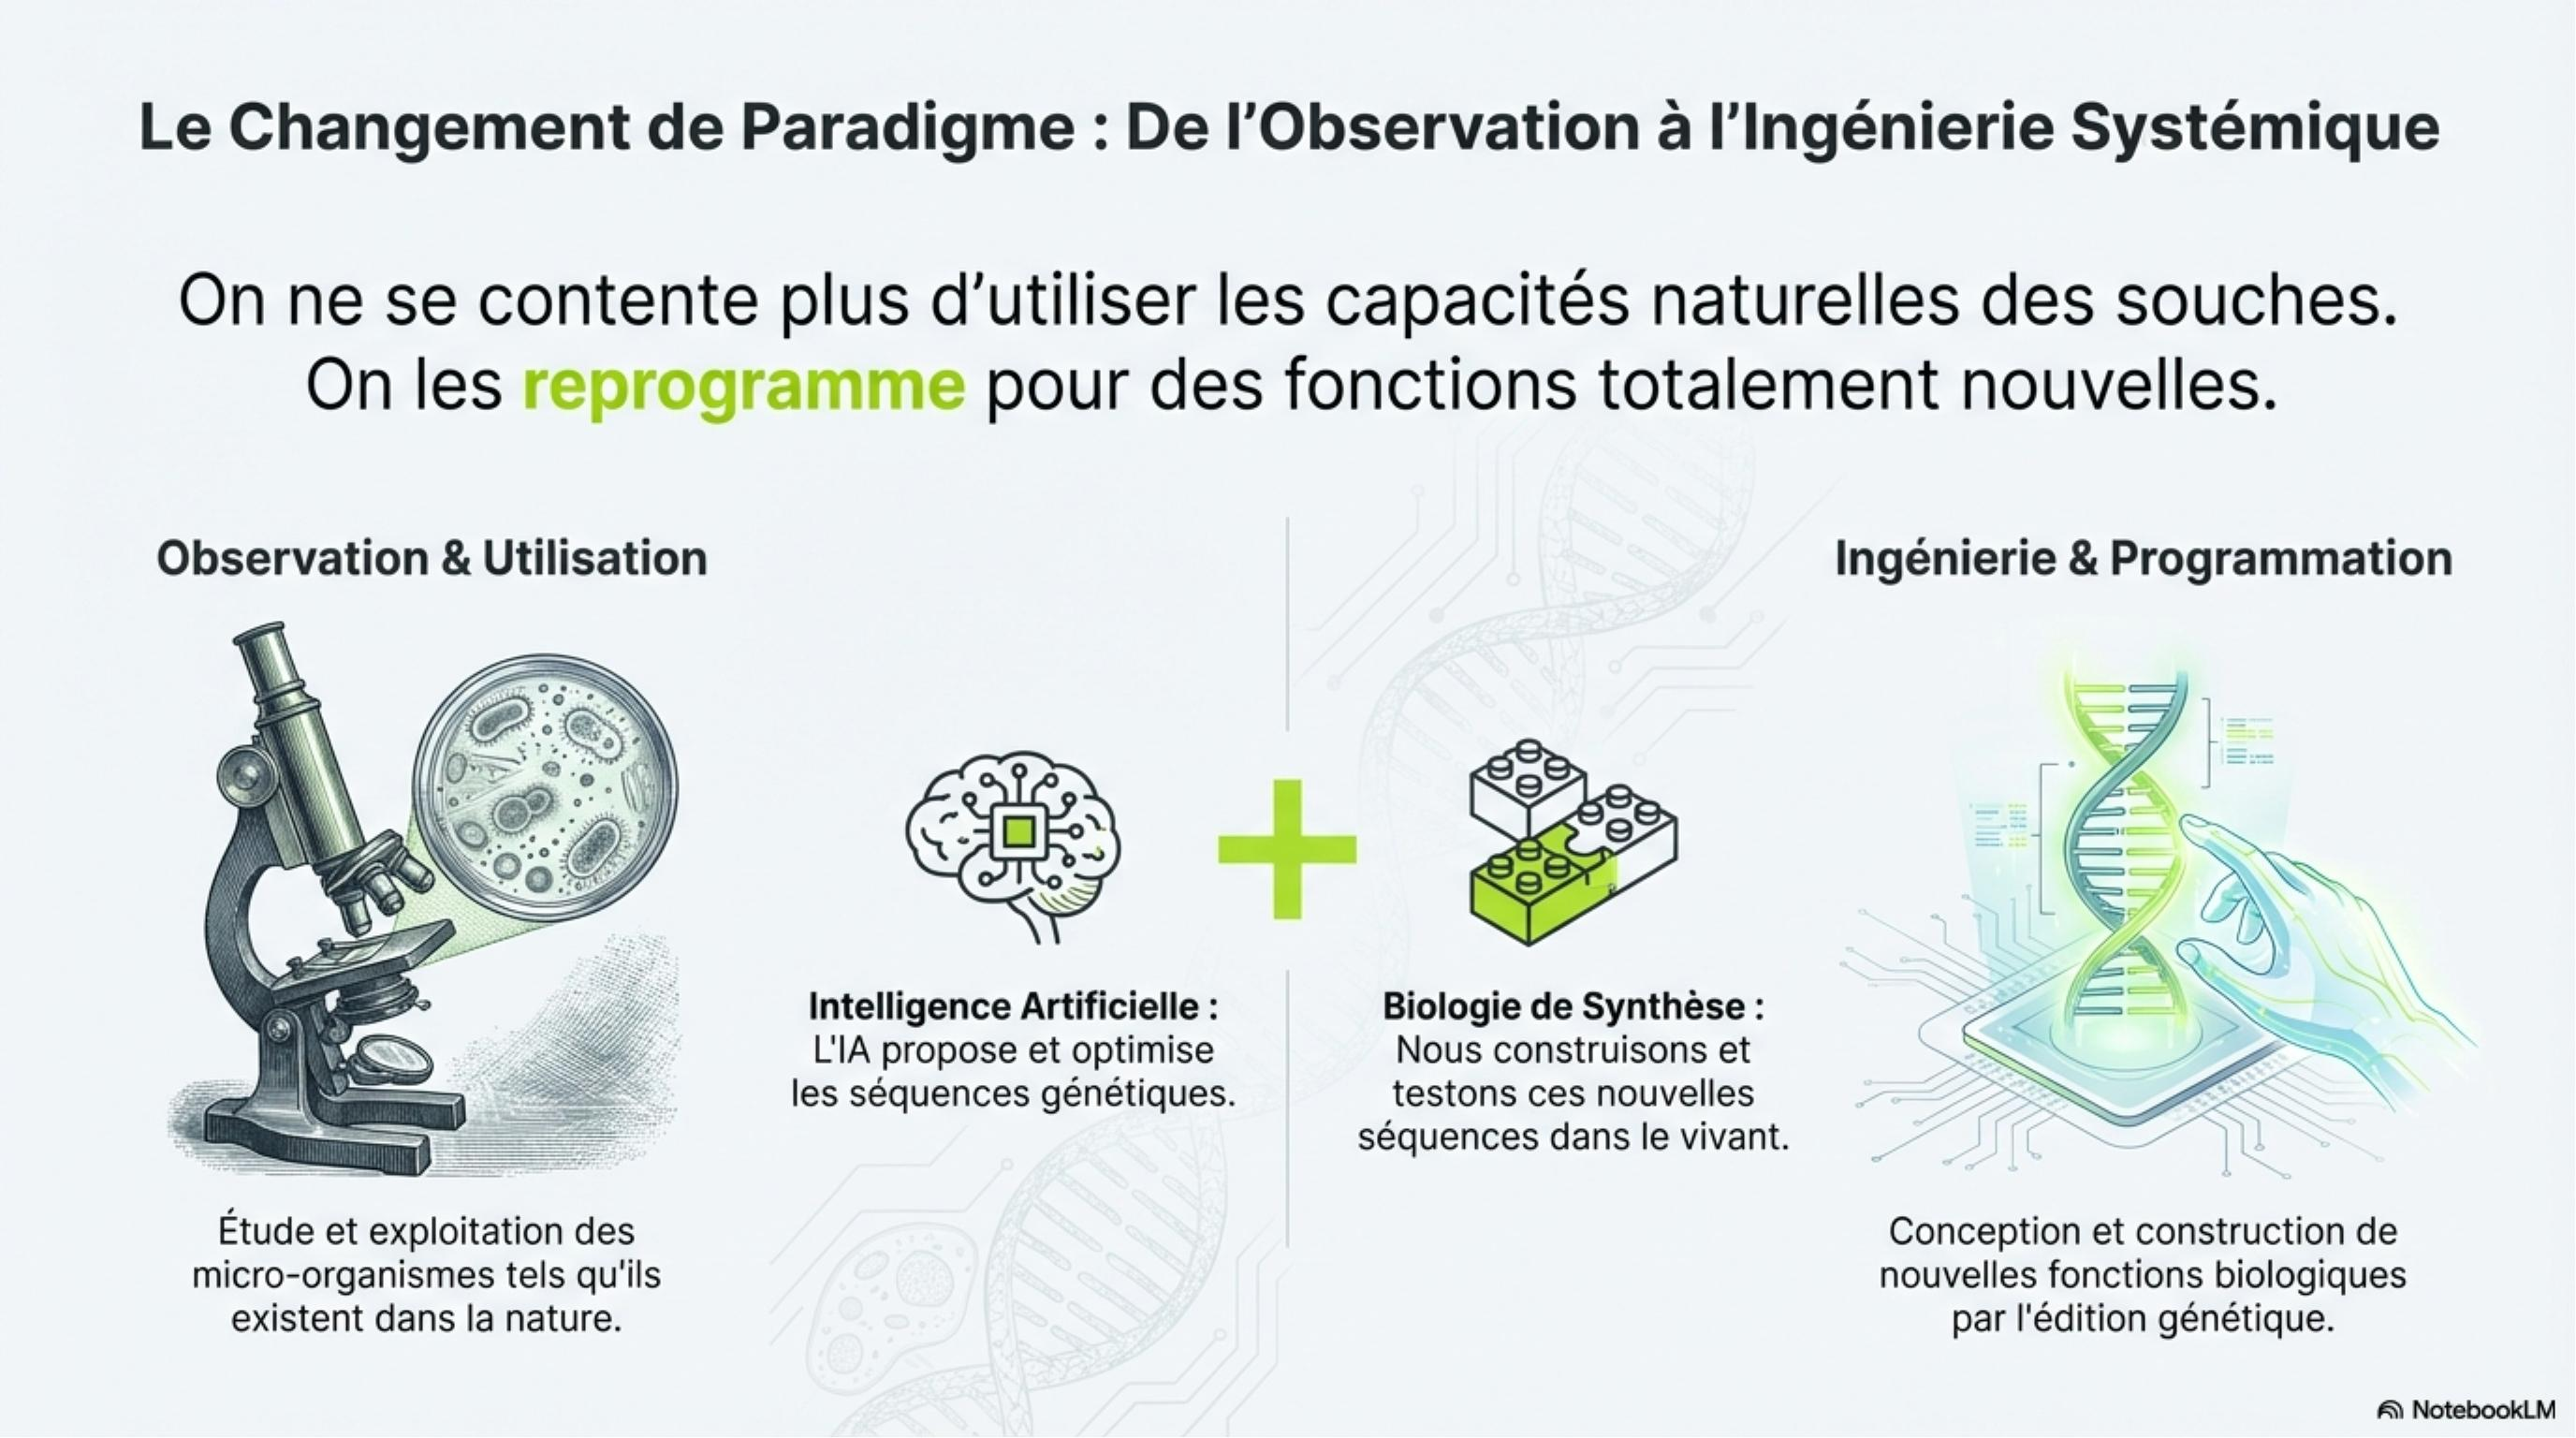 Le Changement de Paradigme : De l'Observation à l'Ingénierie Systémique
On ne se contente plus d'utiliser les capacités naturelles des souches.
On les reprogramme pour des fonctions totalement nouvelles.
Observation & Utilisation
Étude et exploitation des
micro-organismes tels qu'ils
existent dans la nature.
Intelligence Artificielle :
L'IA propose et optimise
les séquences génétiques.
Biologie de Synthèse :
Nous construisons et
testons ces nouvelles
séquences dans le vivant.
Ingénierie & Programmation
Conception et construction de
nouvelles fonctions biologiques
par l'édition génétique.
NotebookLM